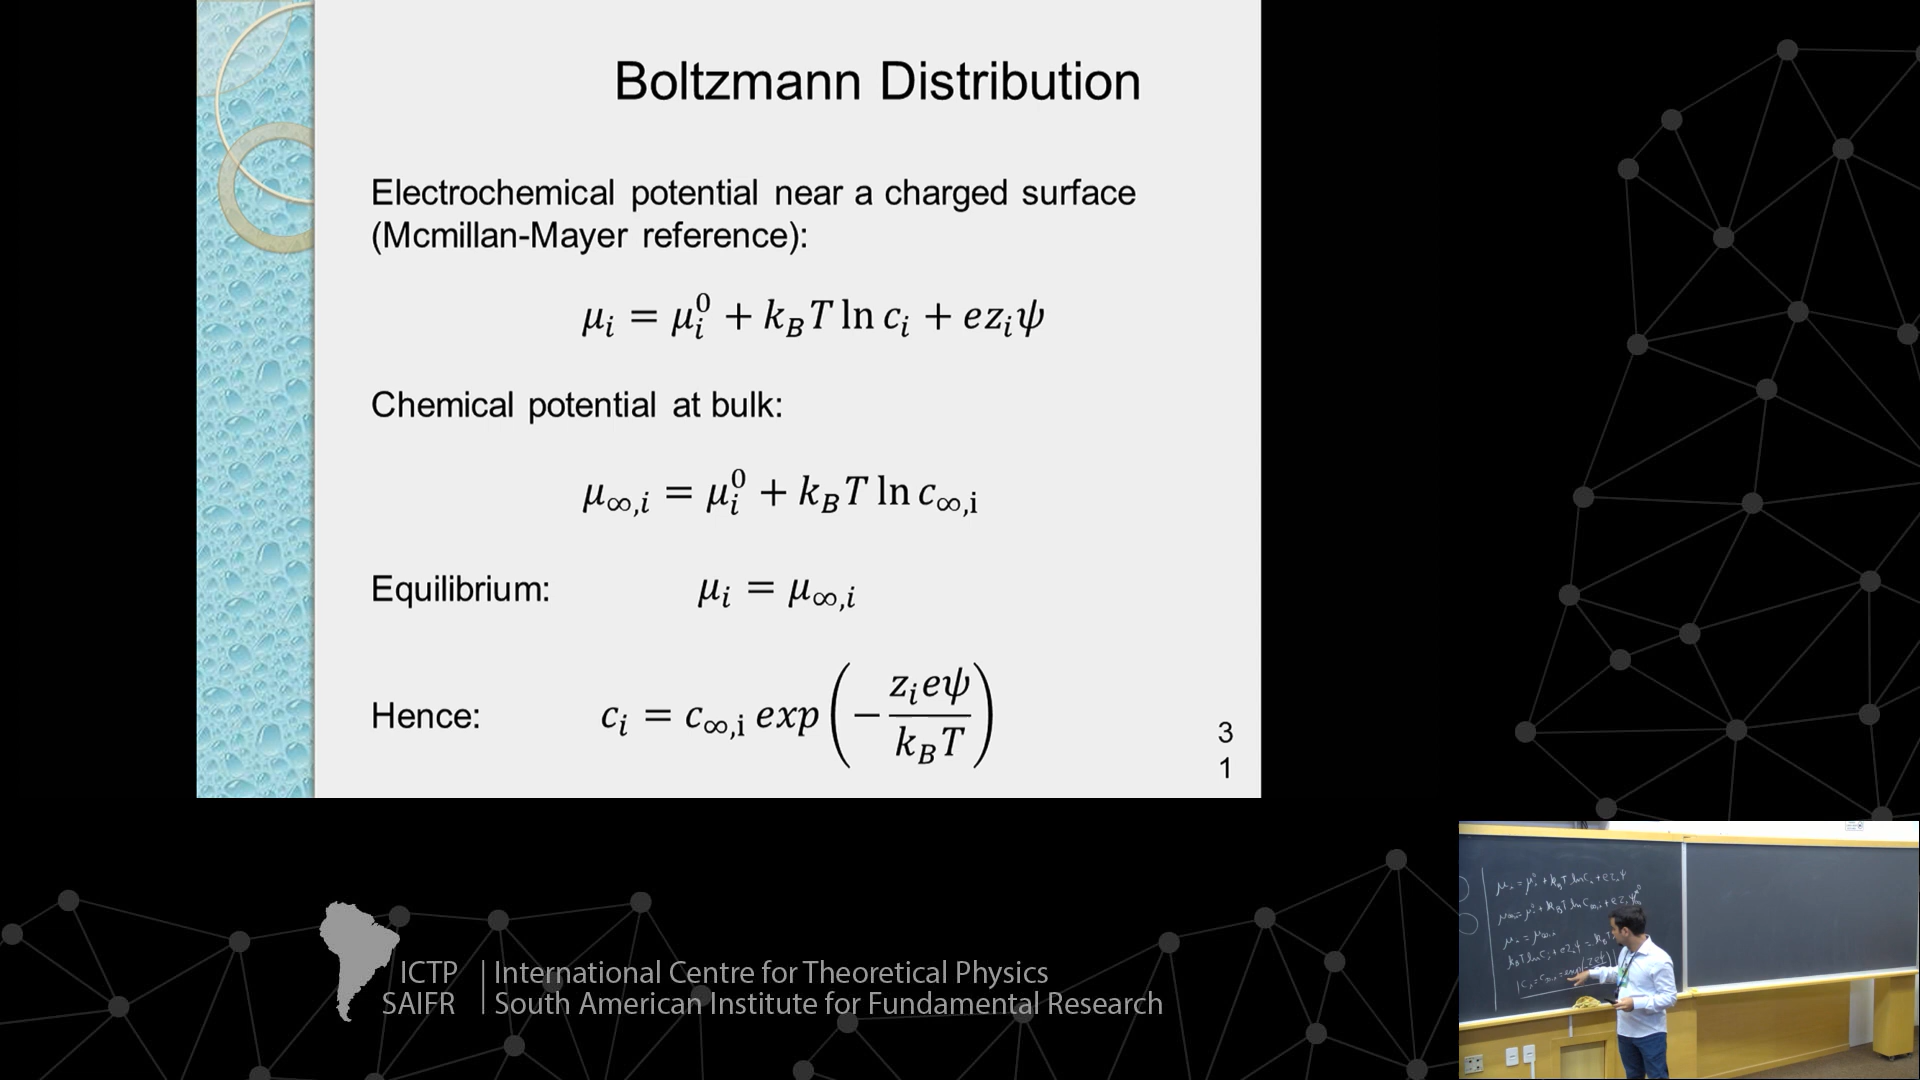 Boltzmann Distribution
Electrochemical potential near a charged surface
(Mcmillan-Mayer reference):
μ_i = μ_i^0 + k_B T ln c_i + e z_i ψ
Chemical potential at bulk:
μ_{∞,i} = μ_i^0 + k_B T ln c_{∞,i}
Equilibrium: μ_i = μ_{∞,i}
Hence: c_i = c_{∞,i} exp(− z_i e ψ / k_B T)
3
1
ICTP | International Centre for Theoretical Physics
SAIFR | South American Institute for Fundamental Research